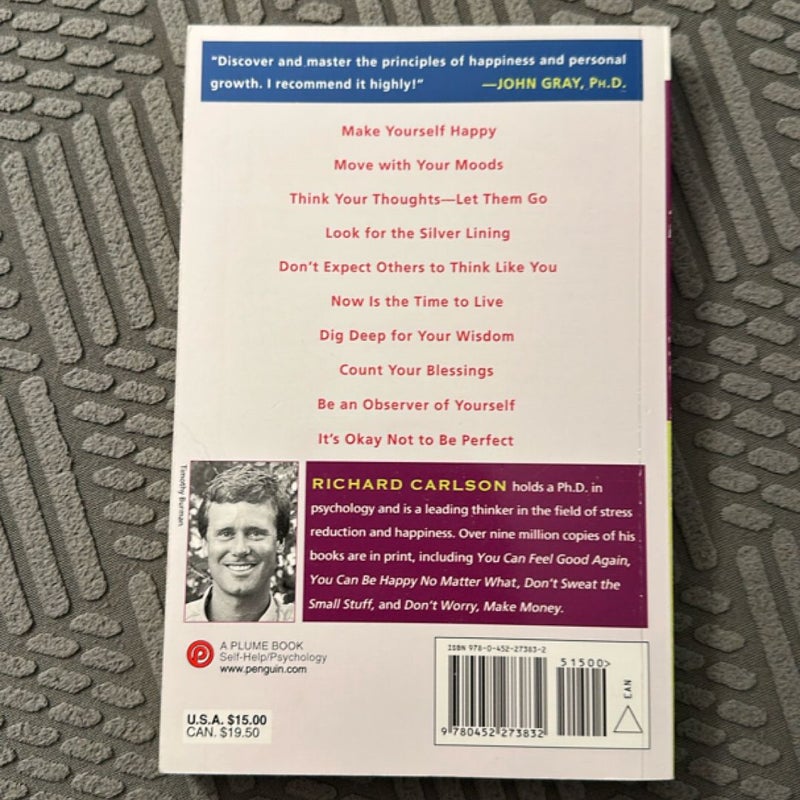 "Discover and master the principles of happiness and personal
growth. I recommend it highly!" —JOHN GRAY, PH.D.
Make Yourself Happy
Move with Your Moods
Think Your Thoughts—Let Them Go
Look for the Silver Lining
Don't Expect Others to Think Like You
Now Is the Time to Live
Dig Deep for Your Wisdom
Count Your Blessings
Be an Observer of Yourself
It's Okay Not to Be Perfect
Timothy Burman
RICHARD CARLSON holds a Ph.D. in
psychology and is a leading thinker in the field of stress
reduction and happiness. Over nine million copies of his
books are in print, including You Can Feel Good Again,
You Can Be Happy No Matter What, Don't Sweat the
Small Stuff, and Don't Worry, Make Money.
A PLUME BOOK
Self-Help/Psychology
www.penguin.com
U.S.A. $15.00
CAN. $19.50
ISBN 978-0-452-27383-2
51500>
9 780452 273832
EAN